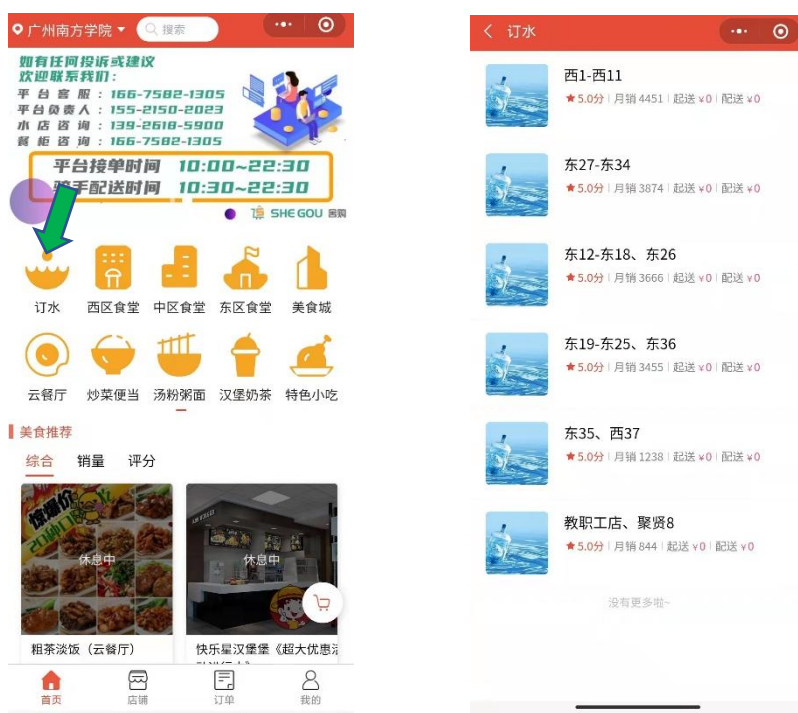 广州南方学院
搜索
如有任何投诉或建议
欢迎联系我们：
平台客服：166-7582-1305
平台负责人：155-2150-2023
水店咨询：139-2618-5900
餐柜咨询：166-7582-1305
平台接单时间 10:00~22:30
骑手配送时间 10:30~22:30
SHE GOU 舍购
订水 西区食堂 中区食堂 东区食堂 美食城
云餐厅 炒菜便当 汤粉粥面 汉堡奶茶 特色小吃
美食推荐
综合 销量 评分
惊爆价
休息中 休息中
粗茶淡饭（云餐厅） 快乐星汉堡堡《超大优惠活
首页 店铺 订单 我的
订水
西1-西11
5.0分 月销 4451 起送 ¥0 配送 ¥0
东27-东34
5.0分 月销 3874 起送 ¥0 配送 ¥0
东12-东18、东26
5.0分 月销 3666 起送 ¥0 配送 ¥0
东19-东25、东36
5.0分 月销 3455 起送 ¥0 配送 ¥0
东35、西37
5.0分 月销 1238 起送 ¥0 配送 ¥0
教职工店、聚贤8
5.0分 月销 844 起送 ¥0 配送 ¥0
没有更多啦~